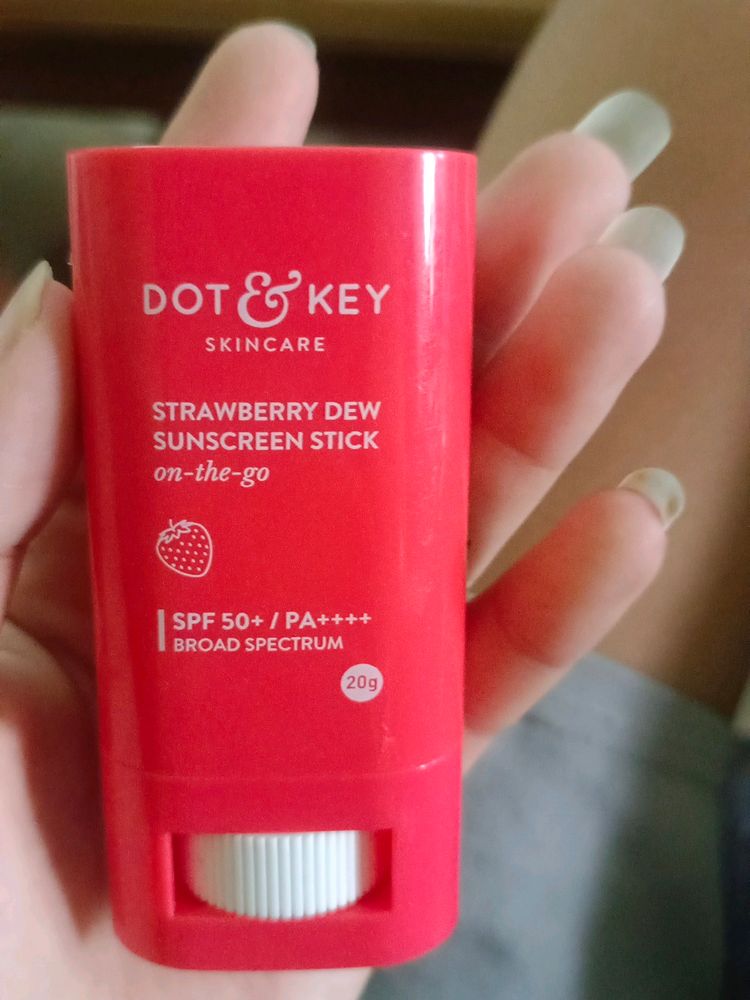 DOT & KEY
SKINCARE
STRAWBERRY DEW
SUNSCREEN STICK
on-the-go
SPF 50+ / PA++++
BROAD SPECTRUM
20g